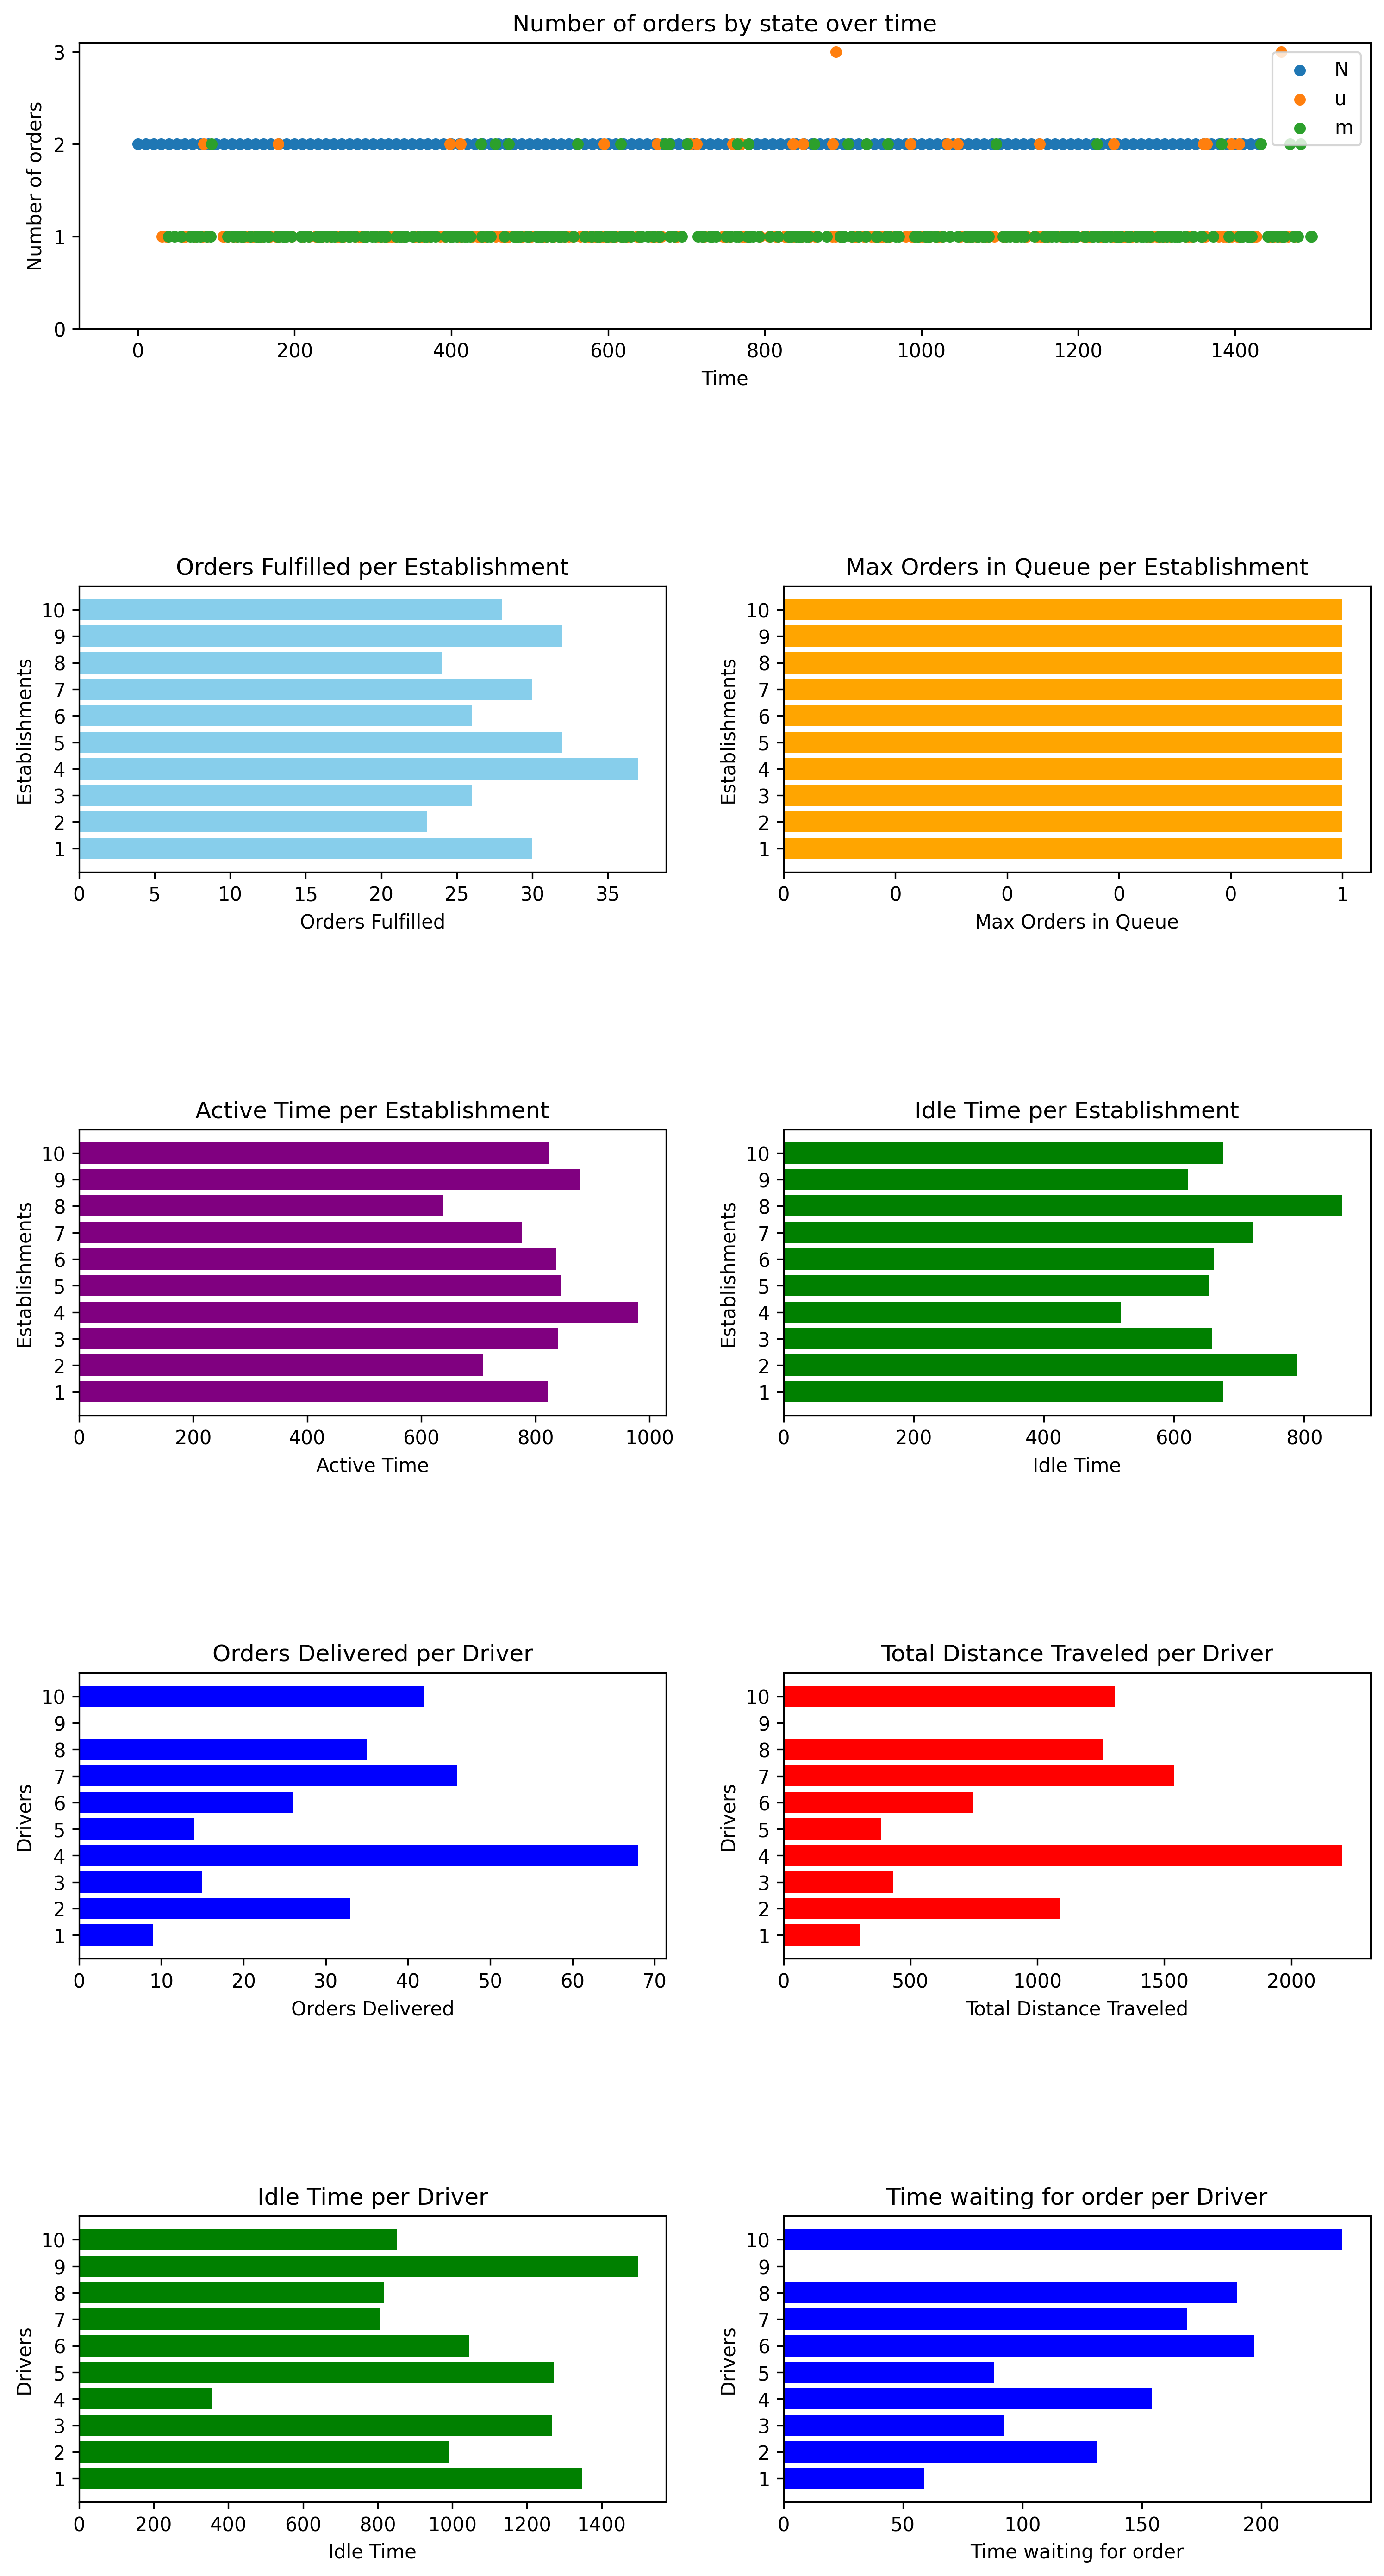 Number of orders by state over time
Number of orders
3
2
1
0
N
u
m
0 200 400 600 800 1000 1200 1400
Time
Orders Fulfilled per Establishment
Establishments
10
9
8
7
6
5
4
3
2
1
0 5 10 15 20 25 30 35
Orders Fulfilled
Max Orders in Queue per Establishment
Establishments
10
9
8
7
6
5
4
3
2
1
0 0 0 0 0 1
Max Orders in Queue
Active Time per Establishment
Establishments
10
9
8
7
6
5
4
3
2
1
0 200 400 600 800 1000
Active Time
Idle Time per Establishment
Establishments
10
9
8
7
6
5
4
3
2
1
0 200 400 600 800
Idle Time
Orders Delivered per Driver
Drivers
10
9
8
7
6
5
4
3
2
1
0 10 20 30 40 50 60 70
Orders Delivered
Total Distance Traveled per Driver
Drivers
10
9
8
7
6
5
4
3
2
1
0 500 1000 1500 2000
Total Distance Traveled
Idle Time per Driver
Drivers
10
9
8
7
6
5
4
3
2
1
0 200 400 600 800 1000 1200 1400
Idle Time
Time waiting for order per Driver
Drivers
10
9
8
7
6
5
4
3
2
1
0 50 100 150 200
Time waiting for order